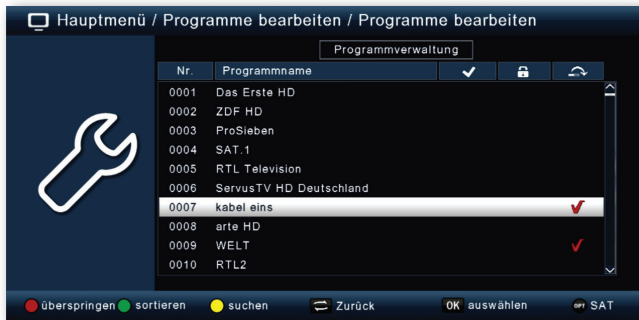 Hauptmenü / Programme bearbeiten / Programme bearbeiten
Programmverwaltung
Nr. Programmname
0001 Das Erste HD
0002 ZDF HD
0003 ProSieben
0004 SAT.1
0005 RTL Television
0006 ServusTV HD Deutschland
0007 kabel eins
0008 arte HD
0009 WELT
0010 RTL2
überspringen sortieren suchen Zurück OK auswählen OPT SAT